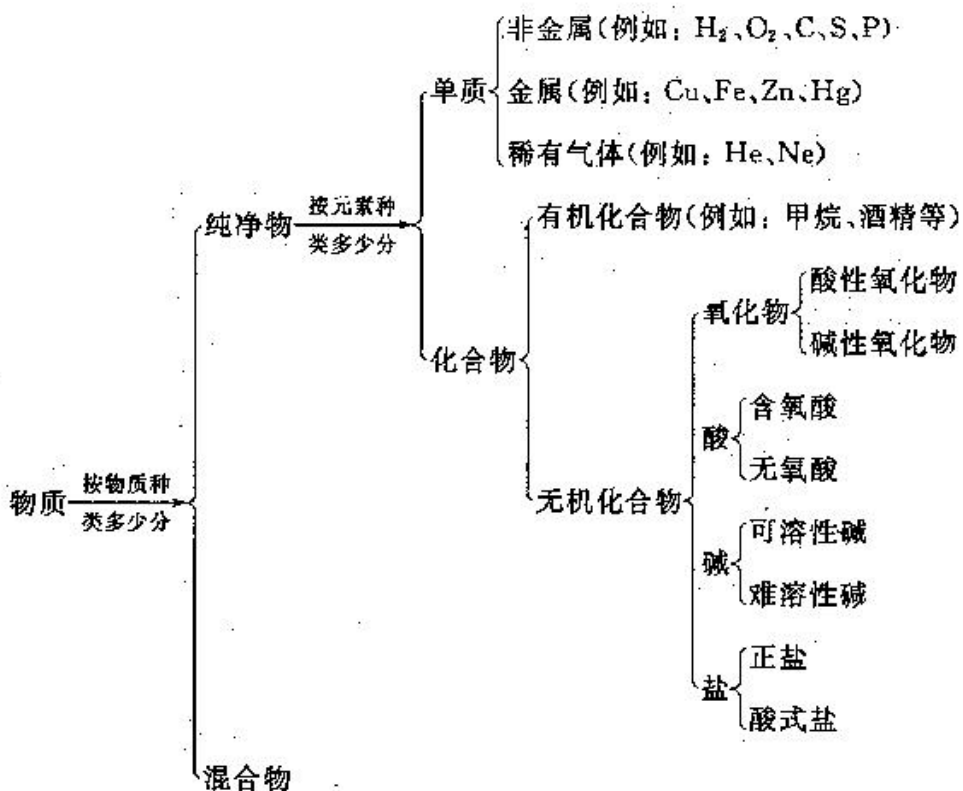 非金属(例如：H₂、O₂、C、S、P)
单质
金属(例如：Cu、Fe、Zn、Hg)
稀有气体(例如：He、Ne)
纯净物
按元素种
类多少分
有机化合物(例如：甲烷、酒精等)
酸性氧化物
氧化物
碱性氧化物
化合物
含氧酸
酸
无氧酸
物质
按物质种
类多少分
无机化合物
可溶性碱
碱
难溶性碱
正盐
盐
酸式盐
混合物